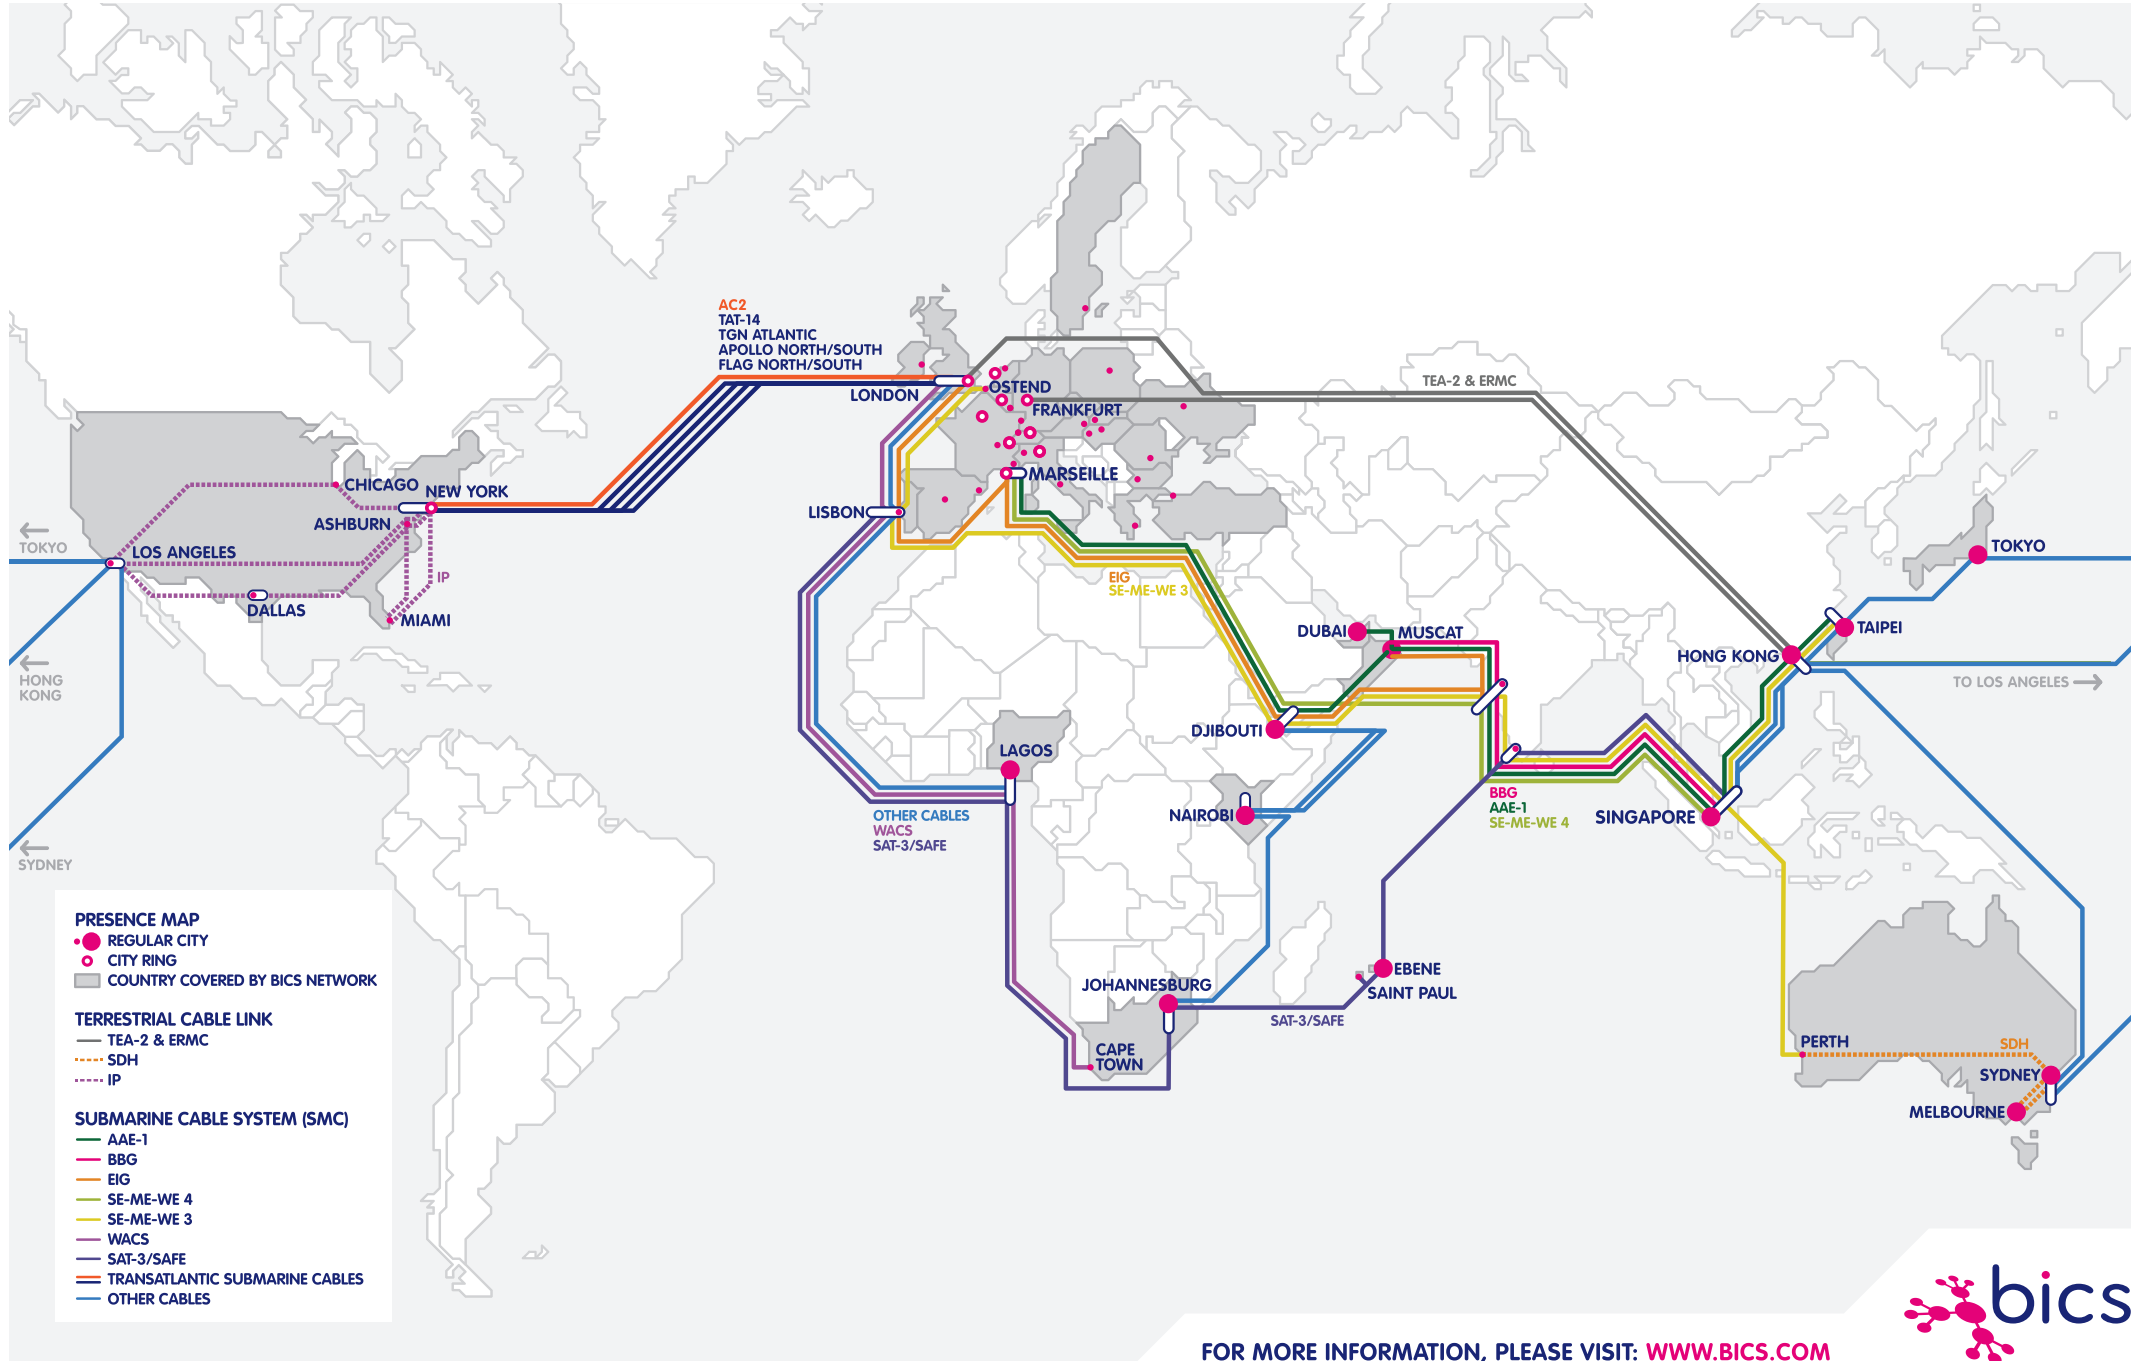 AC2
TAT-14
TGN ATLANTIC
APOLLO NORTH/SOUTH
FLAG NORTH/SOUTH
LONDON
OSTEND
FRANKFURT
TEA-2 & ERMC
MARSEILLE
LISBON
CHICAGO
NEW YORK
ASHBURN
LOS ANGELES
IP
DALLAS
MIAMI
TOKYO
HONG
KONG
SYDNEY
EIG
SE-ME-WE 3
DUBAI
MUSCAT
DJIBOUTI
LAGOS
NAIROBI
OTHER CABLES
WACS
SAT-3/SAFE
BBG
AAE-1
SE-ME-WE 4
SINGAPORE
TOKYO
TAIPEI
HONG KONG
TO LOS ANGELES
JOHANNESBURG
EBENE
SAINT PAUL
SAT-3/SAFE
CAPE
TOWN
PERTH
SDH
SYDNEY
MELBOURNE
PRESENCE MAP
REGULAR CITY
CITY RING
COUNTRY COVERED BY BICS NETWORK
TERRESTRIAL CABLE LINK
TEA-2 & ERMC
SDH
IP
SUBMARINE CABLE SYSTEM (SMC)
AAE-1
BBG
EIG
SE-ME-WE 4
SE-ME-WE 3
WACS
SAT-3/SAFE
TRANSATLANTIC SUBMARINE CABLES
OTHER CABLES
bics
FOR MORE INFORMATION, PLEASE VISIT: WWW.BICS.COM